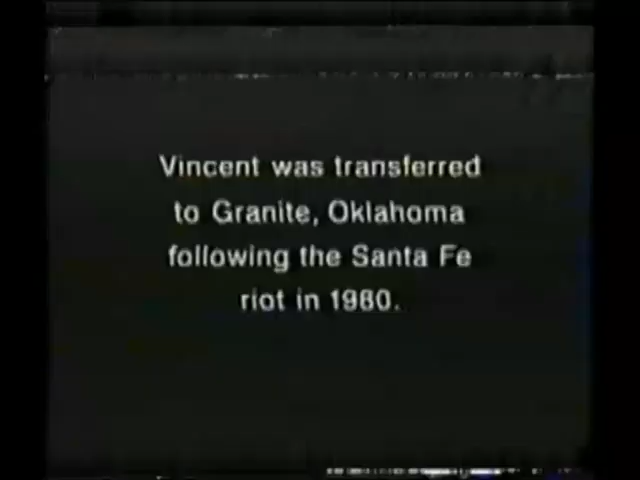 Vincent was transferred
to Granite, Oklahoma
following the Santa Fe
riot in 1980.